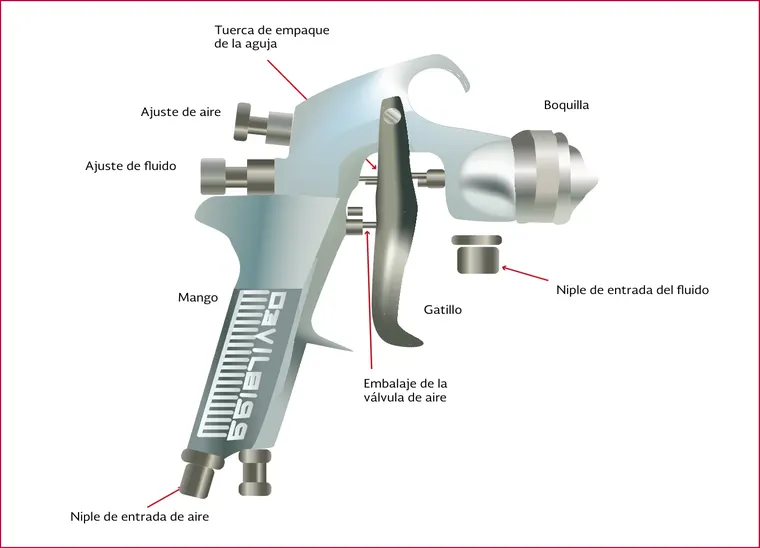 Tuerca de empaque
de la aguja
Ajuste de aire
Boquilla
Ajuste de fluido
Niple de entrada del fluido
Mango
Gatillo
Embalaje de la
válvula de aire
Niple de entrada de aire